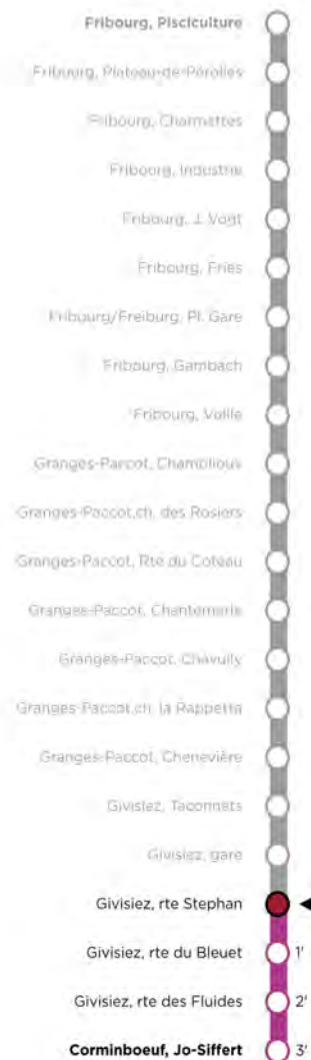 Fribourg, Pisciculture
Fribourg, Plateau-de-Pérolles
Fribourg, Charmettes
Fribourg, Industrie
Fribourg, J. Vogt
Fribourg, Fries
Fribourg/Freiburg, Pl. Gare
Fribourg, Gambach
Fribourg,
Granges-Paccot, Chamblioux
Granges-Paccot,ch. des Rosiers
Granges-Paccot, Rte du Coteau
Granges-Paccot, Chantemerle
Granges-Paccot, Chavully
Granges-Paccot,ch. la Rappetta
Granges-Paccot, Chenevière
Givisiez, Taconnets
Givisiez, gare
Givisiez, rte Stephan
Givisiez, rte du Bleuet 1'
Givisiez, rte des Fluides 2'
Corminboeuf, Jo-Siffert 3'